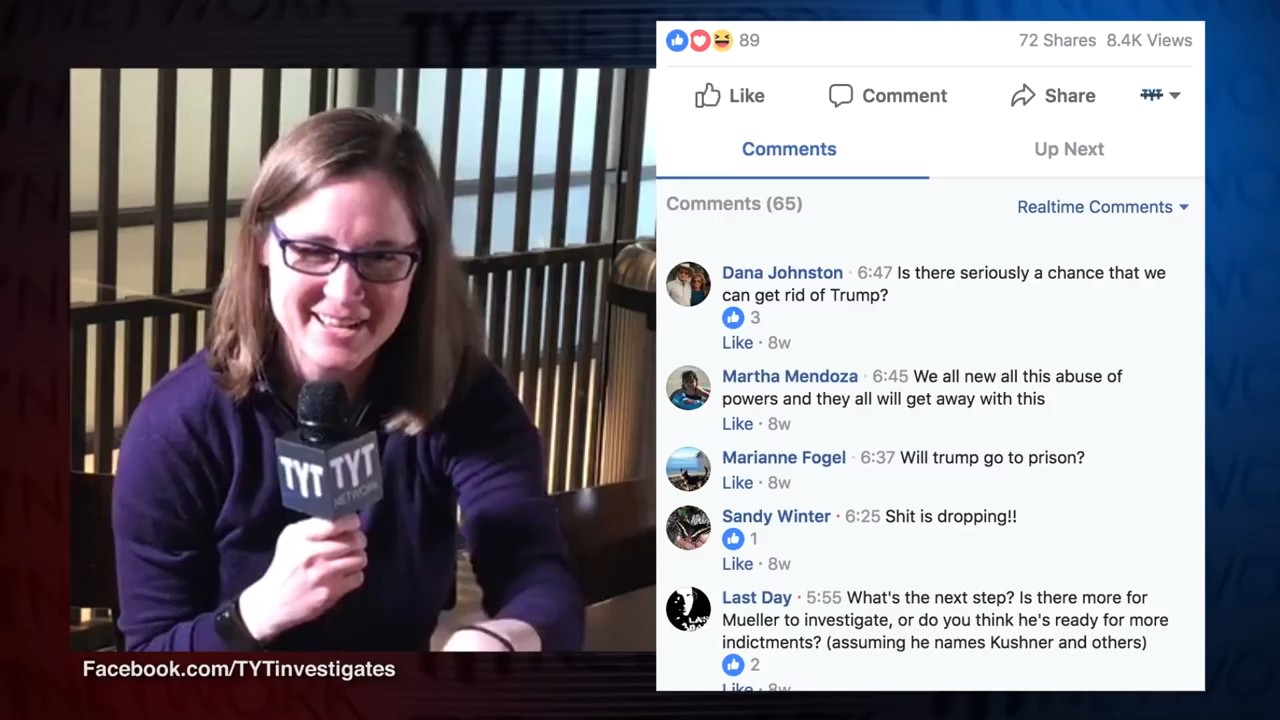 TYT NETWORK
TYT TYT
NETWORK
Facebook.com/TYTinvestigates
89
72 Shares 8.4K Views
Like
Comment
Share
TYT
Comments
Up Next
Comments (65)
Realtime Comments
Dana Johnston · 6:47 Is there seriously a chance that we
can get rid of Trump?
3
Like · 8w
Martha Mendoza · 6:45 We all new all this abuse of
powers and they all will get away with this
Like · 8w
Marianne Fogel · 6:37 Will trump go to prison?
Like · 8w
Sandy Winter · 6:25 Shit is dropping!!
1
Like · 8w
Last Day · 5:55 What's the next step? Is there more for
Mueller to investigate, or do you think he's ready for more
indictments? (assuming he names Kushner and others)
2
Like · 8w